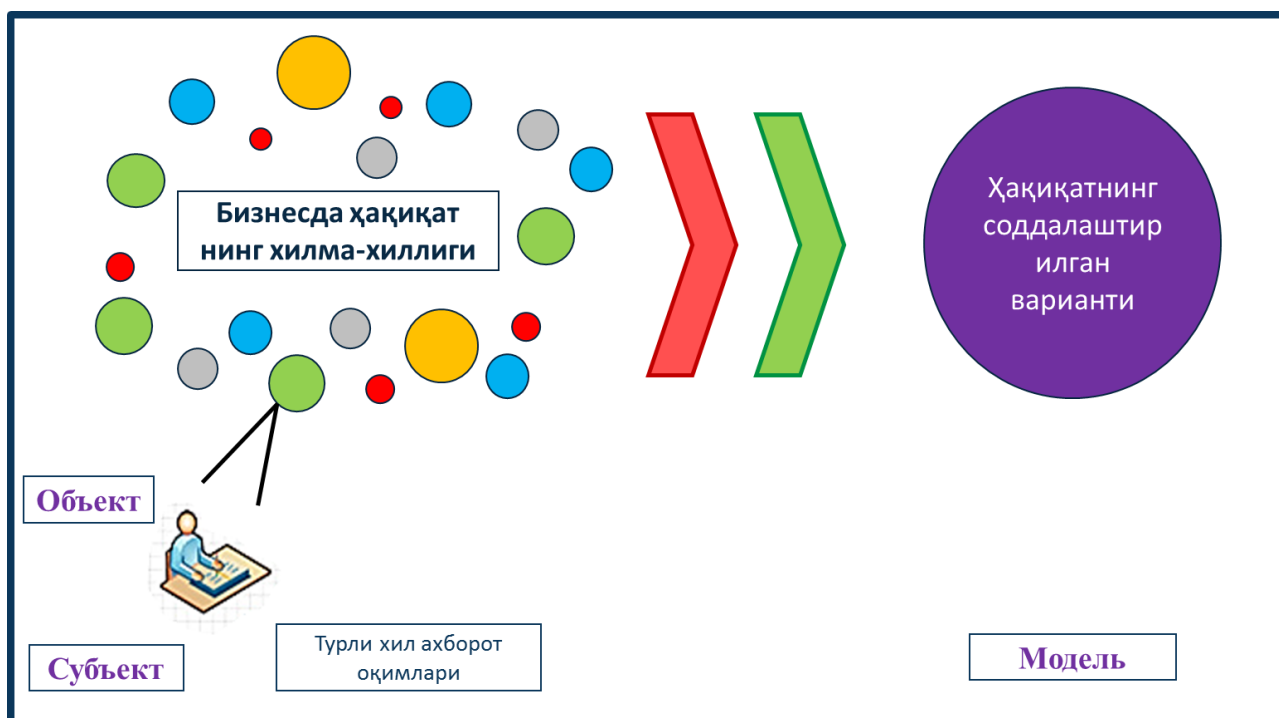 Бизнесда ҳақиқат
нинг хилма-хиллиги
Ҳақиқатнинг
соддалаштир
илган
варианти
Объект
Субъект
Турли хил ахборот
оқимлари
Модель